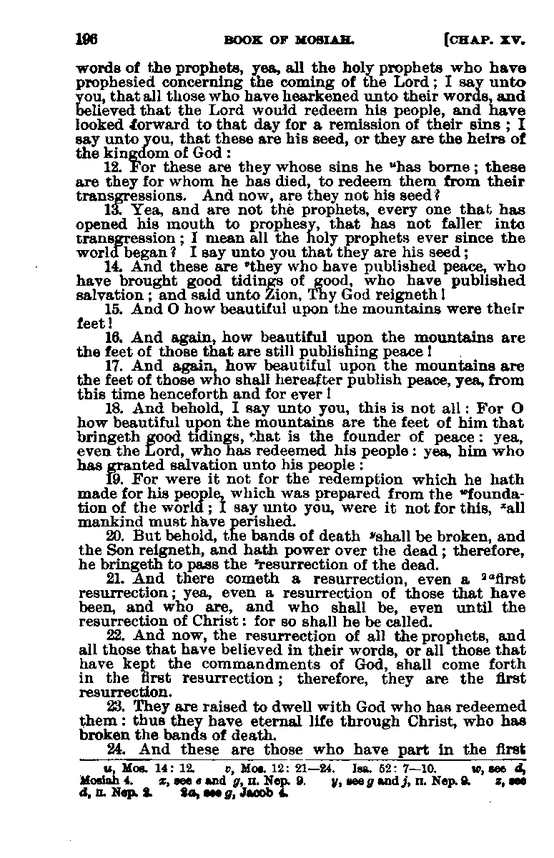 196 BOOK OF MOSIAH. [CHAP. XV.
words of the prophets, yea, all the holy prophets who have
prophesied concerning the coming of the Lord; I say unto
you, that all those who have hearkened unto their words, and
believed that the Lord would redeem his people, and have
looked forward to that day for a remission of their sins; I
say unto you, that these are his seed, or they are the heirs of
the kingdom of God:
12. For these are they whose sins he ᵘhas borne; these
are they for whom he has died, to redeem them from their
transgressions. And now, are they not his seed?
13. Yea, and are not the prophets, every one that has
opened his mouth to prophesy, that has not faller into
transgression; I mean all the holy prophets ever since the
world began? I say unto you that they are his seed;
14. And these are ᵛthey who have published peace, who
have brought good tidings of good, who have published
salvation; and said unto Zion, Thy God reigneth!
15. And O how beautiful upon the mountains were their
feet!
16. And again, how beautiful upon the mountains are
the feet of those that are still publishing peace!
17. And again, how beautiful upon the mountains are
the feet of those who shall hereafter publish peace, yea, from
this time henceforth and for ever!
18. And behold, I say unto you, this is not all: For O
how beautiful upon the mountains are the feet of him that
bringeth good tidings, that is the founder of peace: yea,
even the Lord, who has redeemed his people: yea, him who
has granted salvation unto his people:
19. For were it not for the redemption which he hath
made for his people, which was prepared from the ʷfounda-
tion of the world; I say unto you, were it not for this, ˣall
mankind must have perished.
20. But behold, the bands of death ʸshall be broken, and
the Son reigneth, and hath power over the dead; therefore,
he bringeth to pass the ᶻresurrection of the dead.
21. And there cometh a resurrection, even a ²ᵃfirst
resurrection; yea, even a resurrection of those that have
been, and who are, and who shall be, even until the
resurrection of Christ: for so shall he be called.
22. And now, the resurrection of all the prophets, and
all those that have believed in their words, or all those that
have kept the commandments of God, shall come forth
in the first resurrection; therefore, they are the first
resurrection.
23. They are raised to dwell with God who has redeemed
them: thus they have eternal life through Christ, who has
broken the bands of death.
24. And these are those who have part in the first
u, Mos. 14: 12. v, Mos. 12: 21—24. Isa. 52: 7—10. w, see d,
Mosiah 4. x, see e and g, II. Nep. 9. y, see g and j, II. Nep. 9. z, see
d, II. Nep. 2. 2a, see g, Jacob 4.